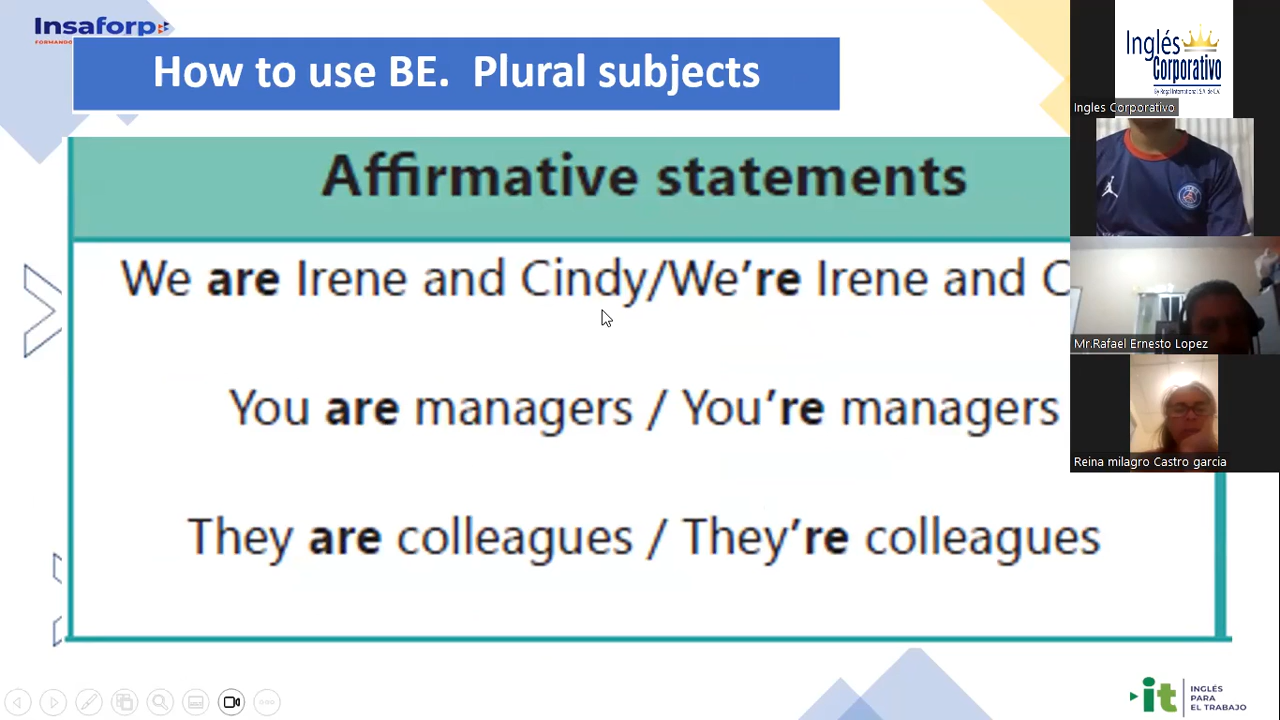 Insaforp
How to use BE. Plural subjects
Affirmative statements
We are Irene and Cindy/We're Irene and C
You are managers / You're managers
They are colleagues / They're colleagues
Inglés
Corporativo
Ingles Corporativo
Mr.Rafael Ernesto Lopez
Reina milagro Castro garcia
it
INGLÉS
PARA
EL TRABAJO